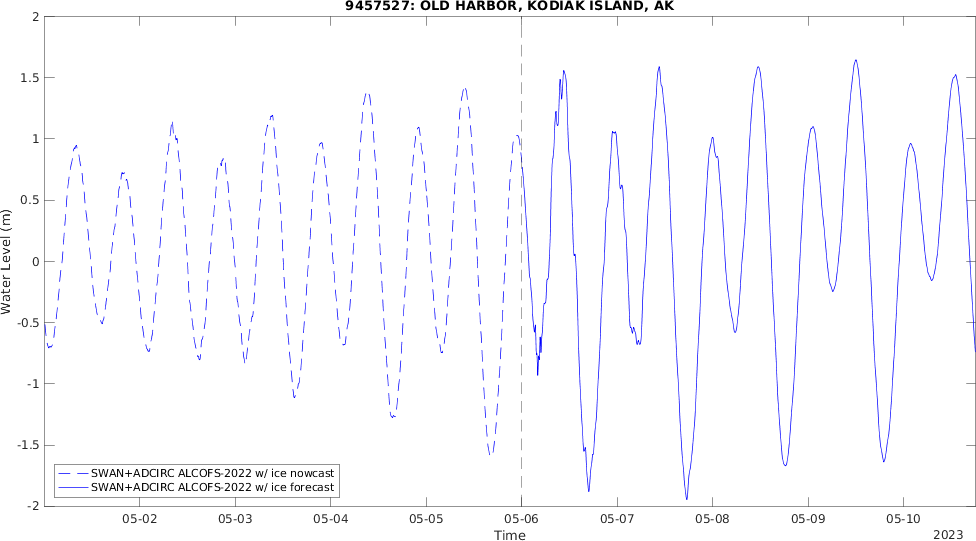 9457527: OLD HARBOR, KODIAK ISLAND, AK
2
1.5
1
0.5
0
-0.5
-1
-1.5
-2
Water Level (m)
SWAN+ADCIRC ALCOFS-2022 w/ ice nowcast
SWAN+ADCIRC ALCOFS-2022 w/ ice forecast
05-02 05-03 05-04 05-05 05-06 05-07 05-08 05-09 05-10
Time
2023